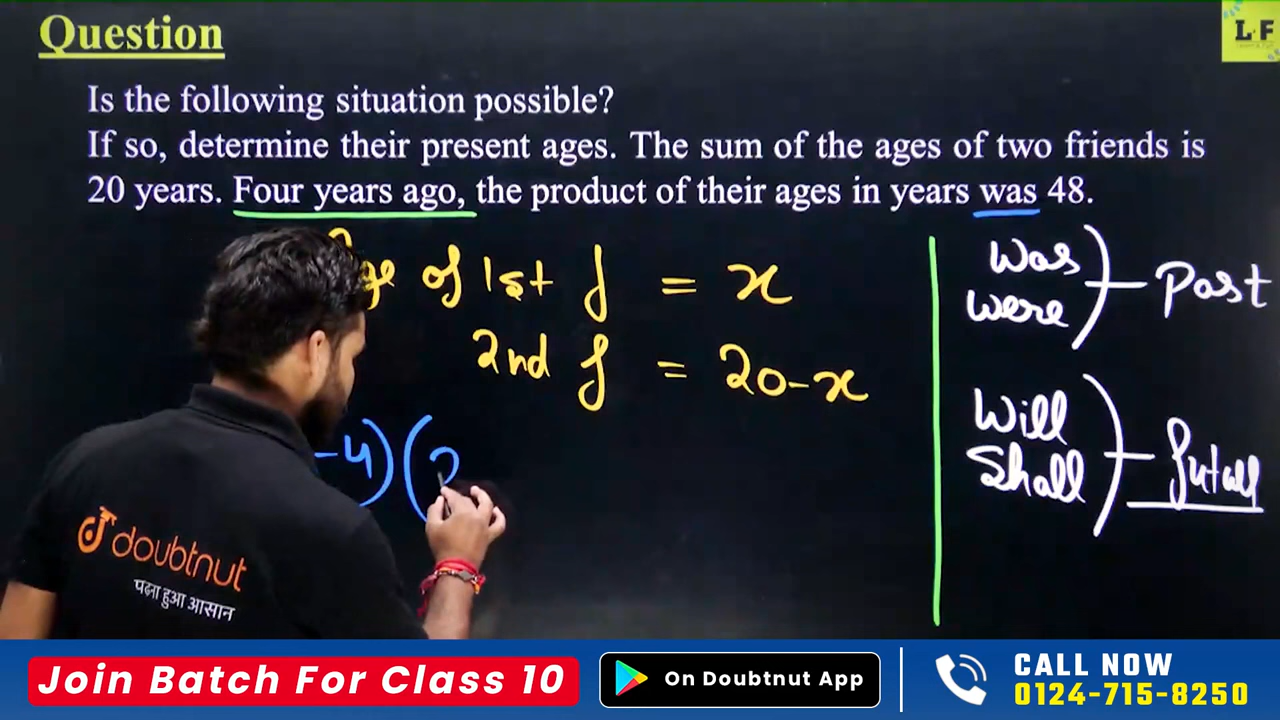 Question
L.F
Is the following situation possible?
If so, determine their present ages. The sum of the ages of two friends is
20 years. Four years ago, the product of their ages in years was 48.
of 1st f = x
2nd f = 20-x
-4)(2
Was
Were
Past
Will
Shall
doubtnut
पढ़ना हुआ आसान
Join Batch For Class 10
On Doubtnut App
CALL NOW
0124-715-8250